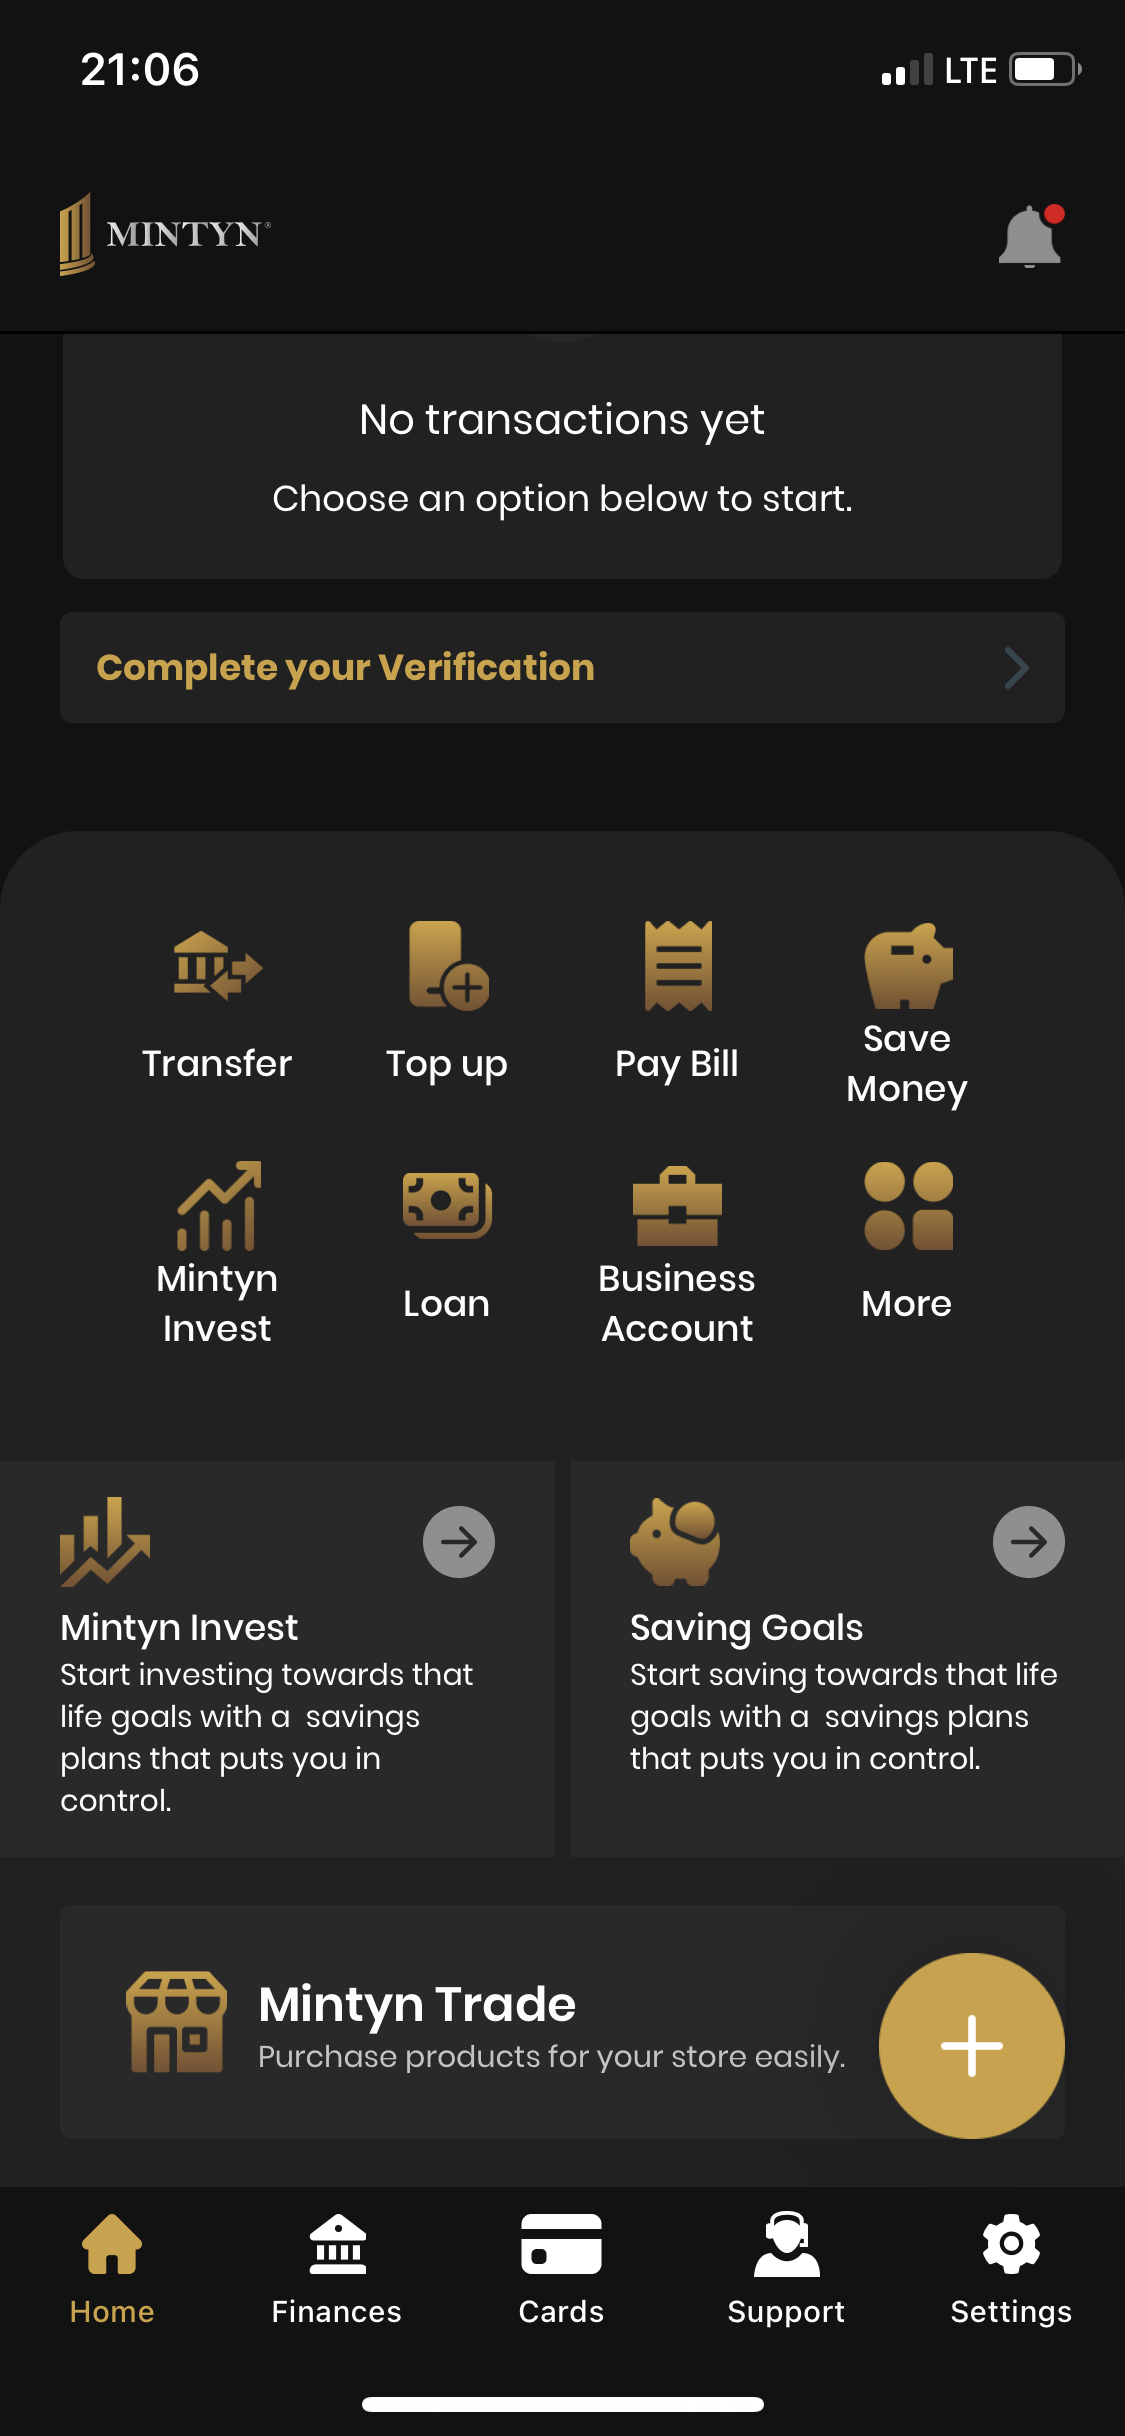 21:06
LTE
MINTYN®
No transactions yet
Choose an option below to start.
Complete your Verification
Transfer
Top up
Pay Bill
Save
Money
Mintyn
Invest
Loan
Business
Account
More
Mintyn Invest
Start investing towards that
life goals with a  savings
plans that puts you in
control.
Saving Goals
Start saving towards that life
goals with a  savings plans
that puts you in control.
Mintyn Trade
Purchase products for your store easily.
Home
Finances
Cards
Support
Settings